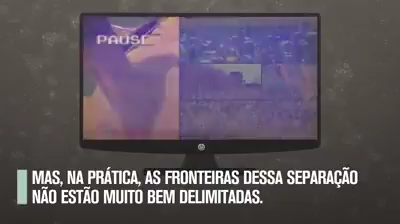 PAUSE
MAS, NA PRÁTICA, AS FRONTEIRAS DESSA SEPARAÇÃO
NÃO ESTÃO MUITO BEM DELIMITADAS.